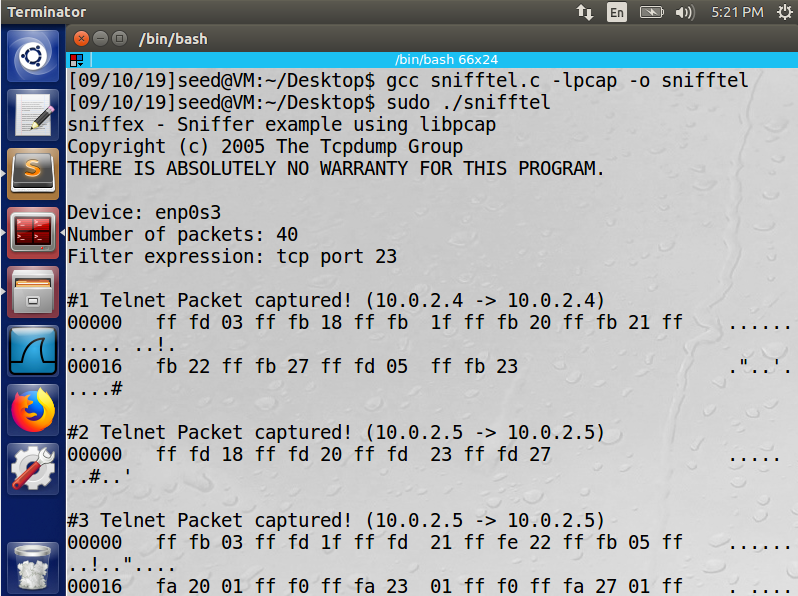 Terminator
En
5:21 PM
/bin/bash
/bin/bash 66x24
[09/10/19]seed@VM:~/Desktop$ gcc snifftel.c -lpcap -o snifftel
[09/10/19]seed@VM:~/Desktop$ sudo ./snifftel
sniffex - Sniffer example using libpcap
Copyright (c) 2005 The Tcpdump Group
THERE IS ABSOLUTELY NO WARRANTY FOR THIS PROGRAM.
Device: enp0s3
Number of packets: 40
Filter expression: tcp port 23
#1 Telnet Packet captured! (10.0.2.4 -> 10.0.2.4)
00000   ff fd 03 ff fb 18 ff fb  1f ff fb 20 ff fb 21 ff    ......
..... ..!.
00016   fb 22 ff fb 27 ff fd 05  ff fb 23                   ."..'.
....#
#2 Telnet Packet captured! (10.0.2.5 -> 10.0.2.5)
00000   ff fd 18 ff fd 20 ff fd  23 ff fd 27                .....
..#..'
#3 Telnet Packet captured! (10.0.2.5 -> 10.0.2.5)
00000   ff fb 03 ff fd 1f ff fd  21 ff fe 22 ff fb 05 ff    ......
..!.."....
00016   fa 20 01 ff f0 ff fa 23  01 ff f0 ff fa 27 01 ff    . ....